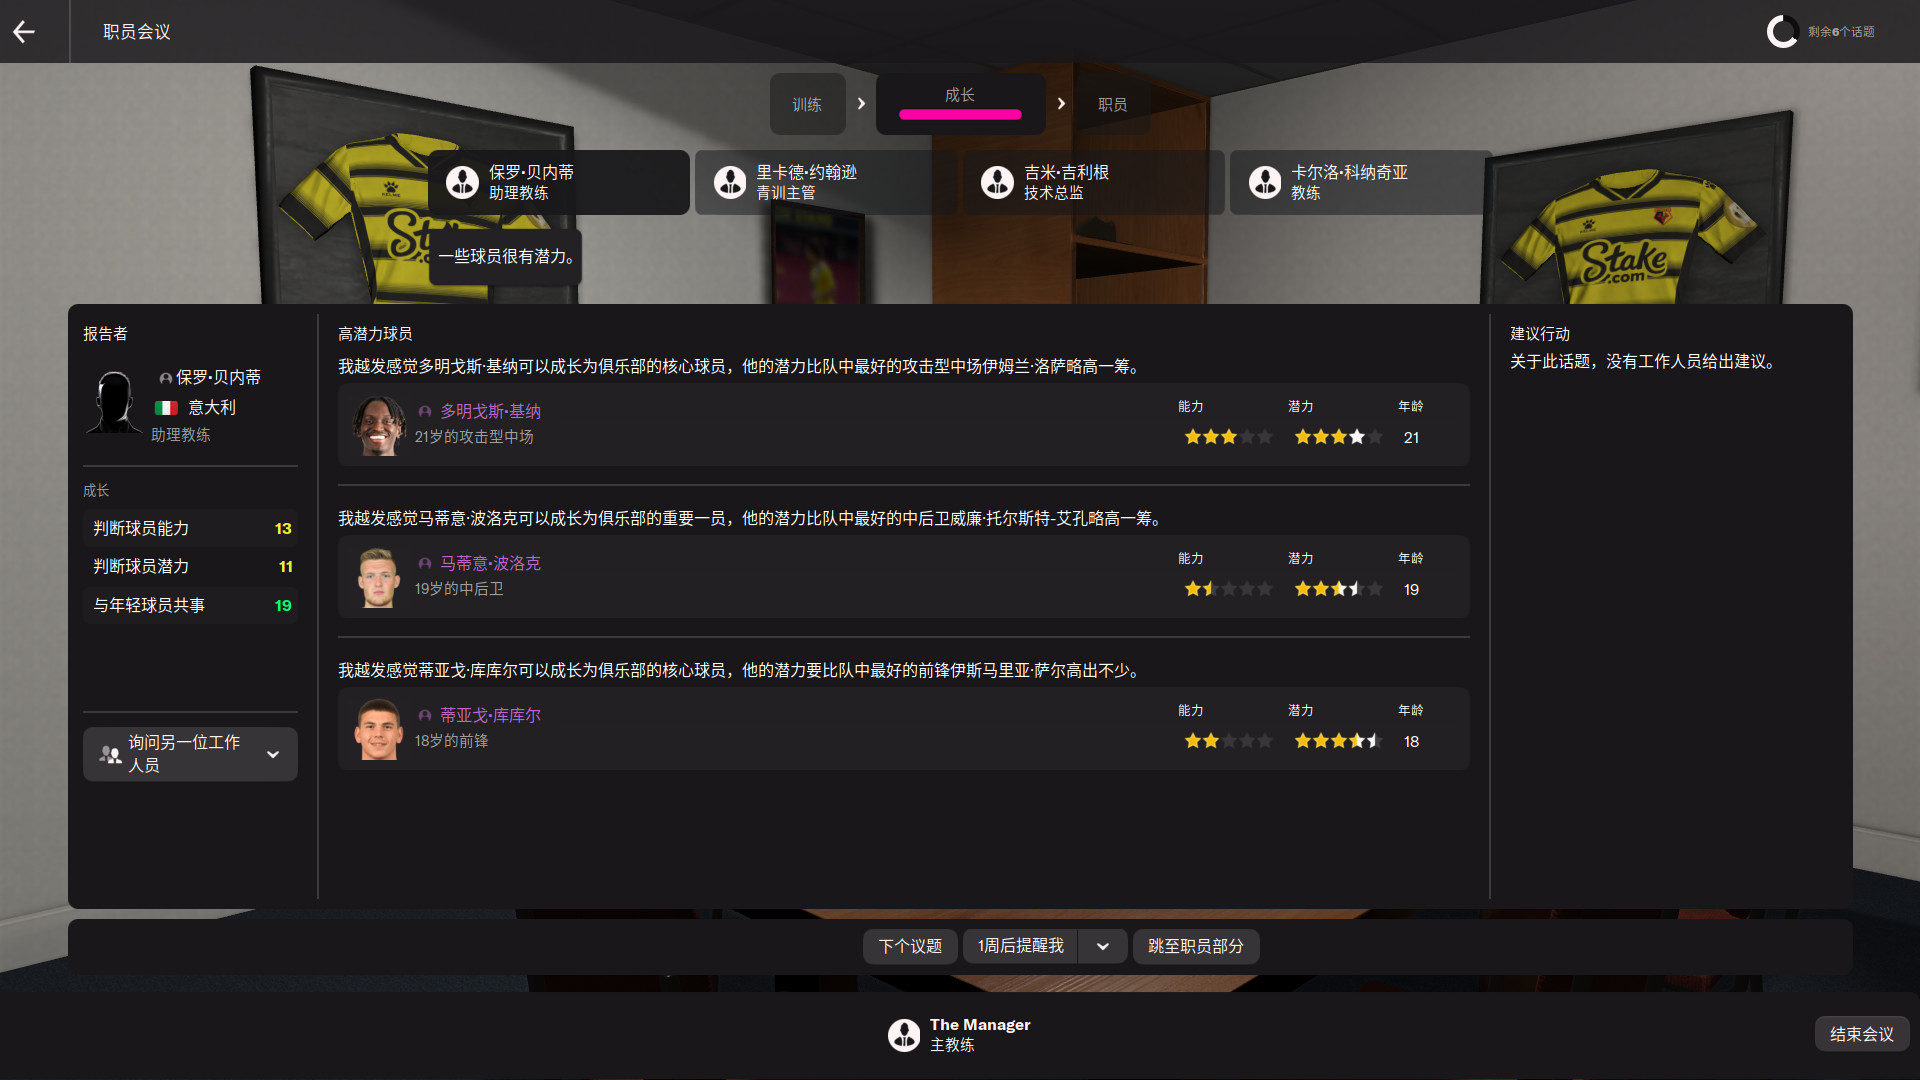 职员会议
剩余6个话题
训练
成长
职员
保罗·贝内蒂
助理教练
里卡德·约翰逊
青训主管
吉米·吉利根
技术总监
卡尔洛·科纳奇亚
教练
一些球员很有潜力。
Stake
.com
报告者
保罗·贝内蒂
意大利
助理教练
成长
判断球员能力 13
判断球员潜力 11
与年轻球员共事 19
询问另一位工作
人员
高潜力球员
我越发感觉多明戈斯·基纳可以成长为俱乐部的核心球员，他的潜力比队中最好的攻击型中场伊姆兰·洛萨略高一筹。
多明戈斯·基纳
21岁的攻击型中场
能力 潜力 年龄
21
我越发感觉马蒂意·波洛克可以成长为俱乐部的重要一员，他的潜力比队中最好的中后卫威廉·托尔斯特-艾孔略高一筹。
马蒂意·波洛克
19岁的中后卫
能力 潜力 年龄
19
我越发感觉蒂亚戈·库库尔可以成长为俱乐部的核心球员，他的潜力要比队中最好的前锋伊斯马里亚·萨尔高出不少。
蒂亚戈·库库尔
18岁的前锋
能力 潜力 年龄
18
建议行动
关于此话题，没有工作人员给出建议。
下个议题
1周后提醒我
跳至职员部分
The Manager
主教练
结束会议